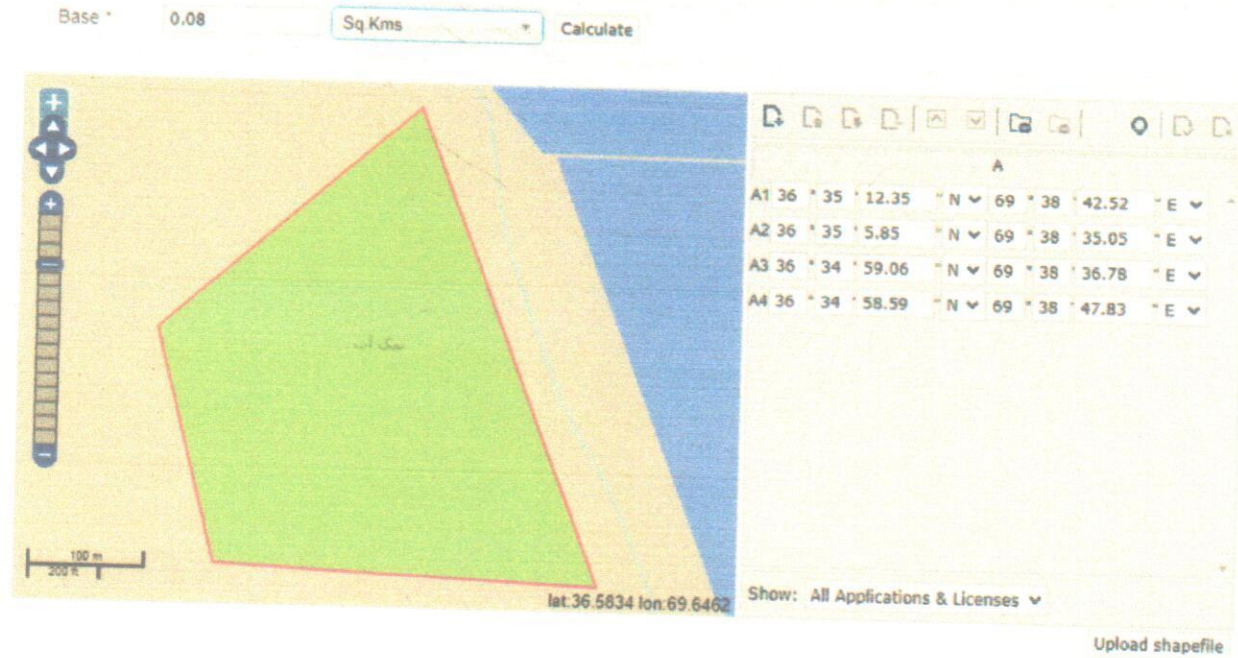 Base * 0.08 Sq Kms Calculate
A
A1 36 ° 35 ' 12.35 " N 69 ° 38 ' 42.52 " E
A2 36 ° 35 ' 5.85 " N 69 ° 38 ' 35.05 " E
A3 36 ° 34 ' 59.06 " N 69 ° 38 ' 36.78 " E
A4 36 ° 34 ' 58.59 " N 69 ° 38 ' 47.83 " E
نمک آب
100 m
200 ft
lat:36.5834 lon:69.6462
Show: All Applications & Licenses
Upload shapefile